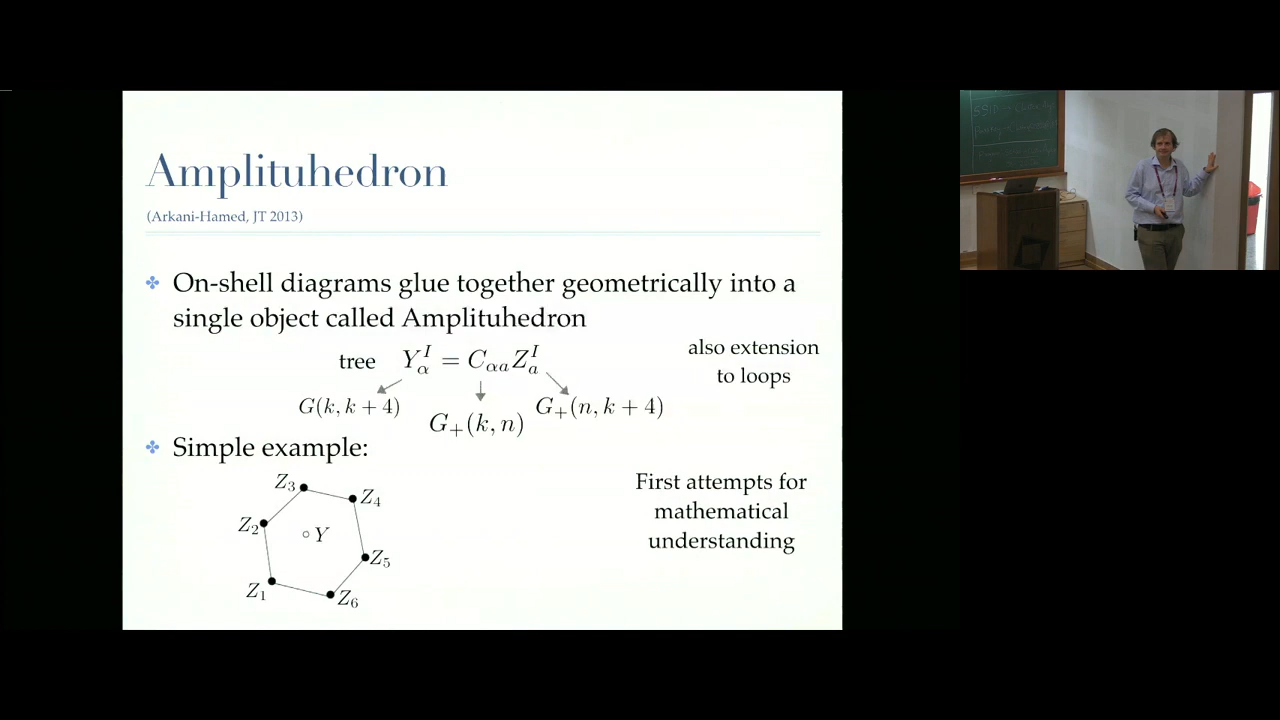 Amplituhedron
(Arkani-Hamed, JT 2013)
On-shell diagrams glue together geometrically into a
single object called Amplituhedron
tree $Y_\alpha^I = C_{\alpha a} Z_a^I$
also extension
to loops
$G(k, k+4)$
$G_+(k, n)$
$G_+(n, k+4)$
Simple example:
$Z_3$
$Z_4$
$Z_2$
$Y$
$Z_5$
$Z_1$
$Z_6$
First attempts for
mathematical
understanding